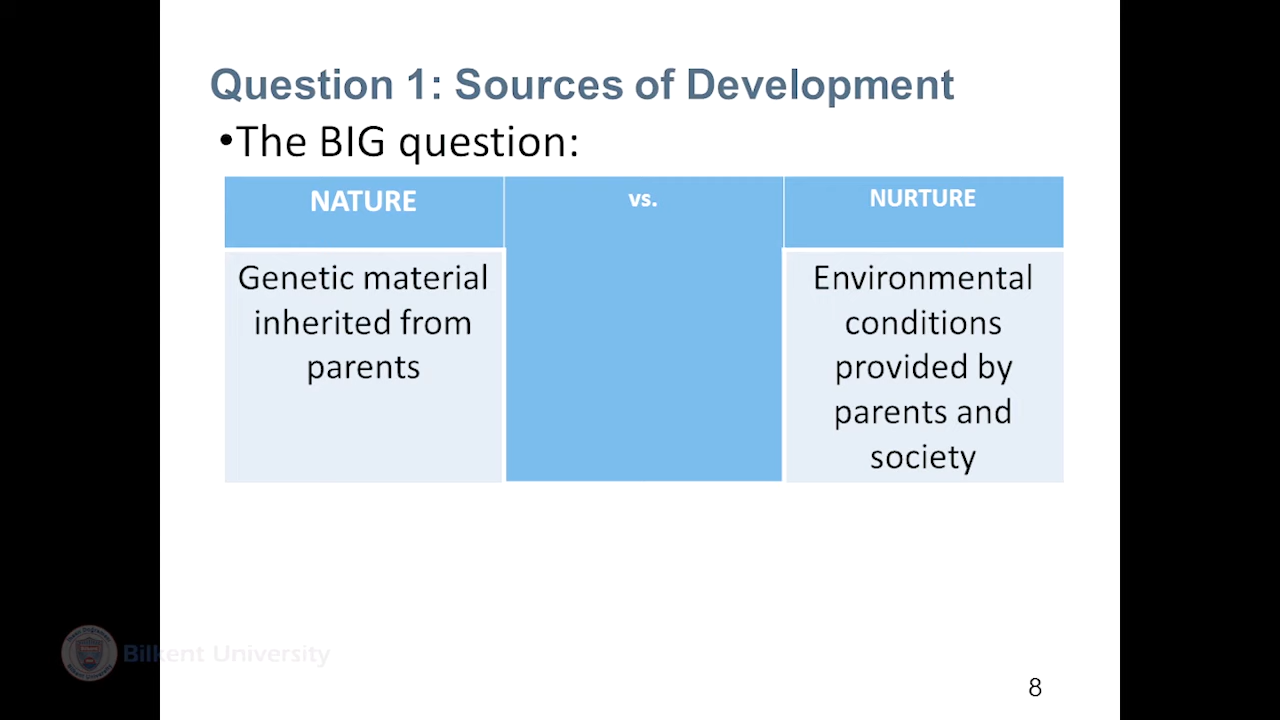 Question 1: Sources of Development
•The BIG question:
NATURE vs. NURTURE
Genetic material
inherited from
parents
Environmental
conditions
provided by
parents and
society
Bilkent University
8